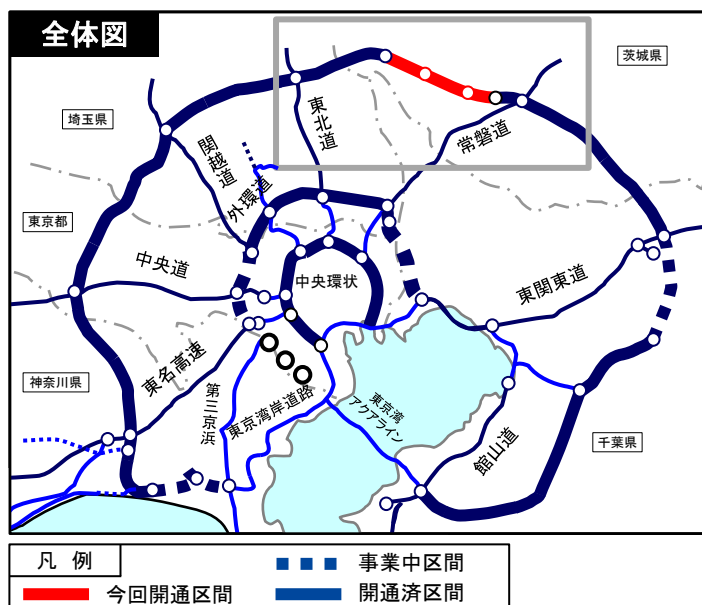 全体図
茨城県
埼玉県
東北道
常磐道
関越道
外環道
東京都
中央道
中央環状
東関東道
東名高速
神奈川県
第三京浜
東京湾岸道路
東京湾
アクアライン
館山道
千葉県
凡 例
事業中区間
今回開通区間
開通済区間